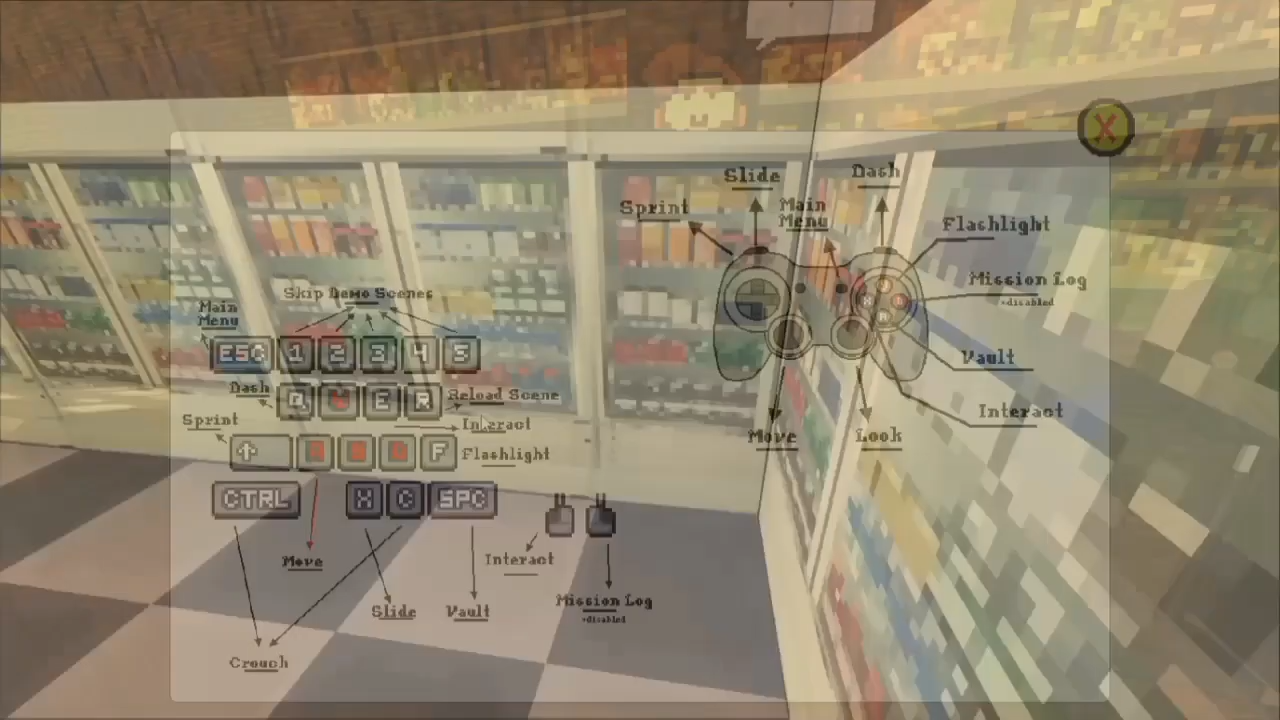 Slide
Dash
Sprint
Main
Menu
Flashlight
Mission Log
*disabled
Vault
Interact
Move
Look
Skip Demo Scenes
Main
Menu
ESC 1 2 3 4 5
Dash
Q E R
Reload Scene
Interact
Sprint
F
Flashlight
CTRL X C SPC
Move
Interact
Slide
Vault
Mission Log
*disabled
Crouch
X